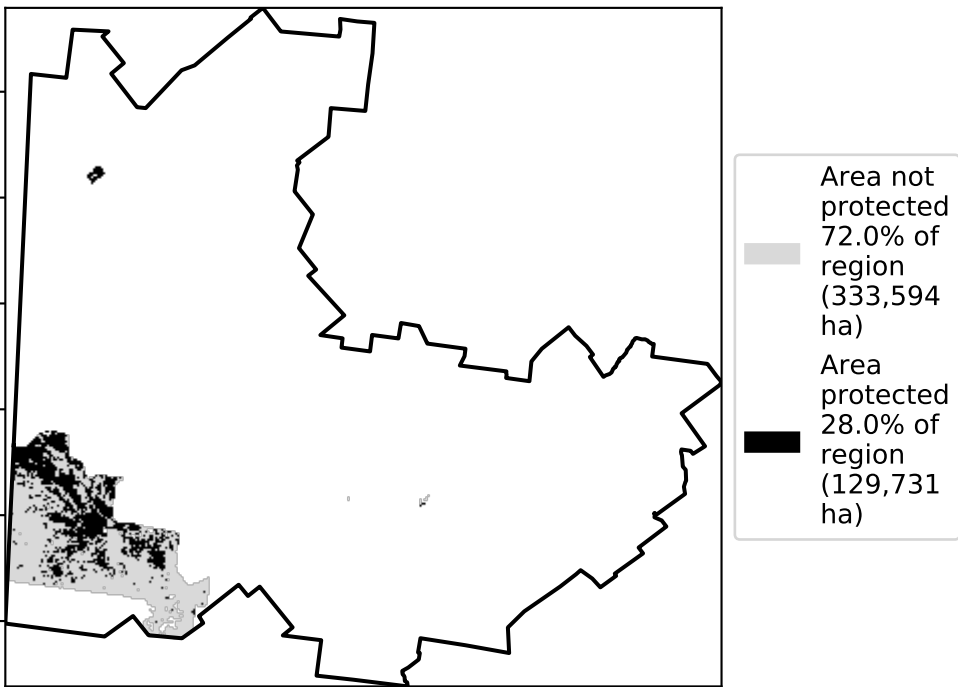 Area not
protected
72.0% of
region
(333,594
ha)
Area
protected
28.0% of
region
(129,731
ha)